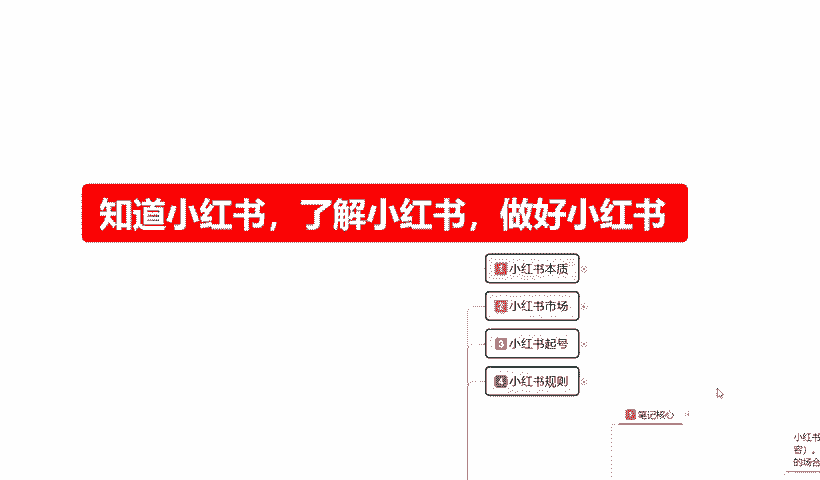 知道小红书，了解小红书，做好小红书
1 小红书本质
2 小红书市场
3 小红书起号
4 小红书规则
笔记核心
小红书
容）。
的场合